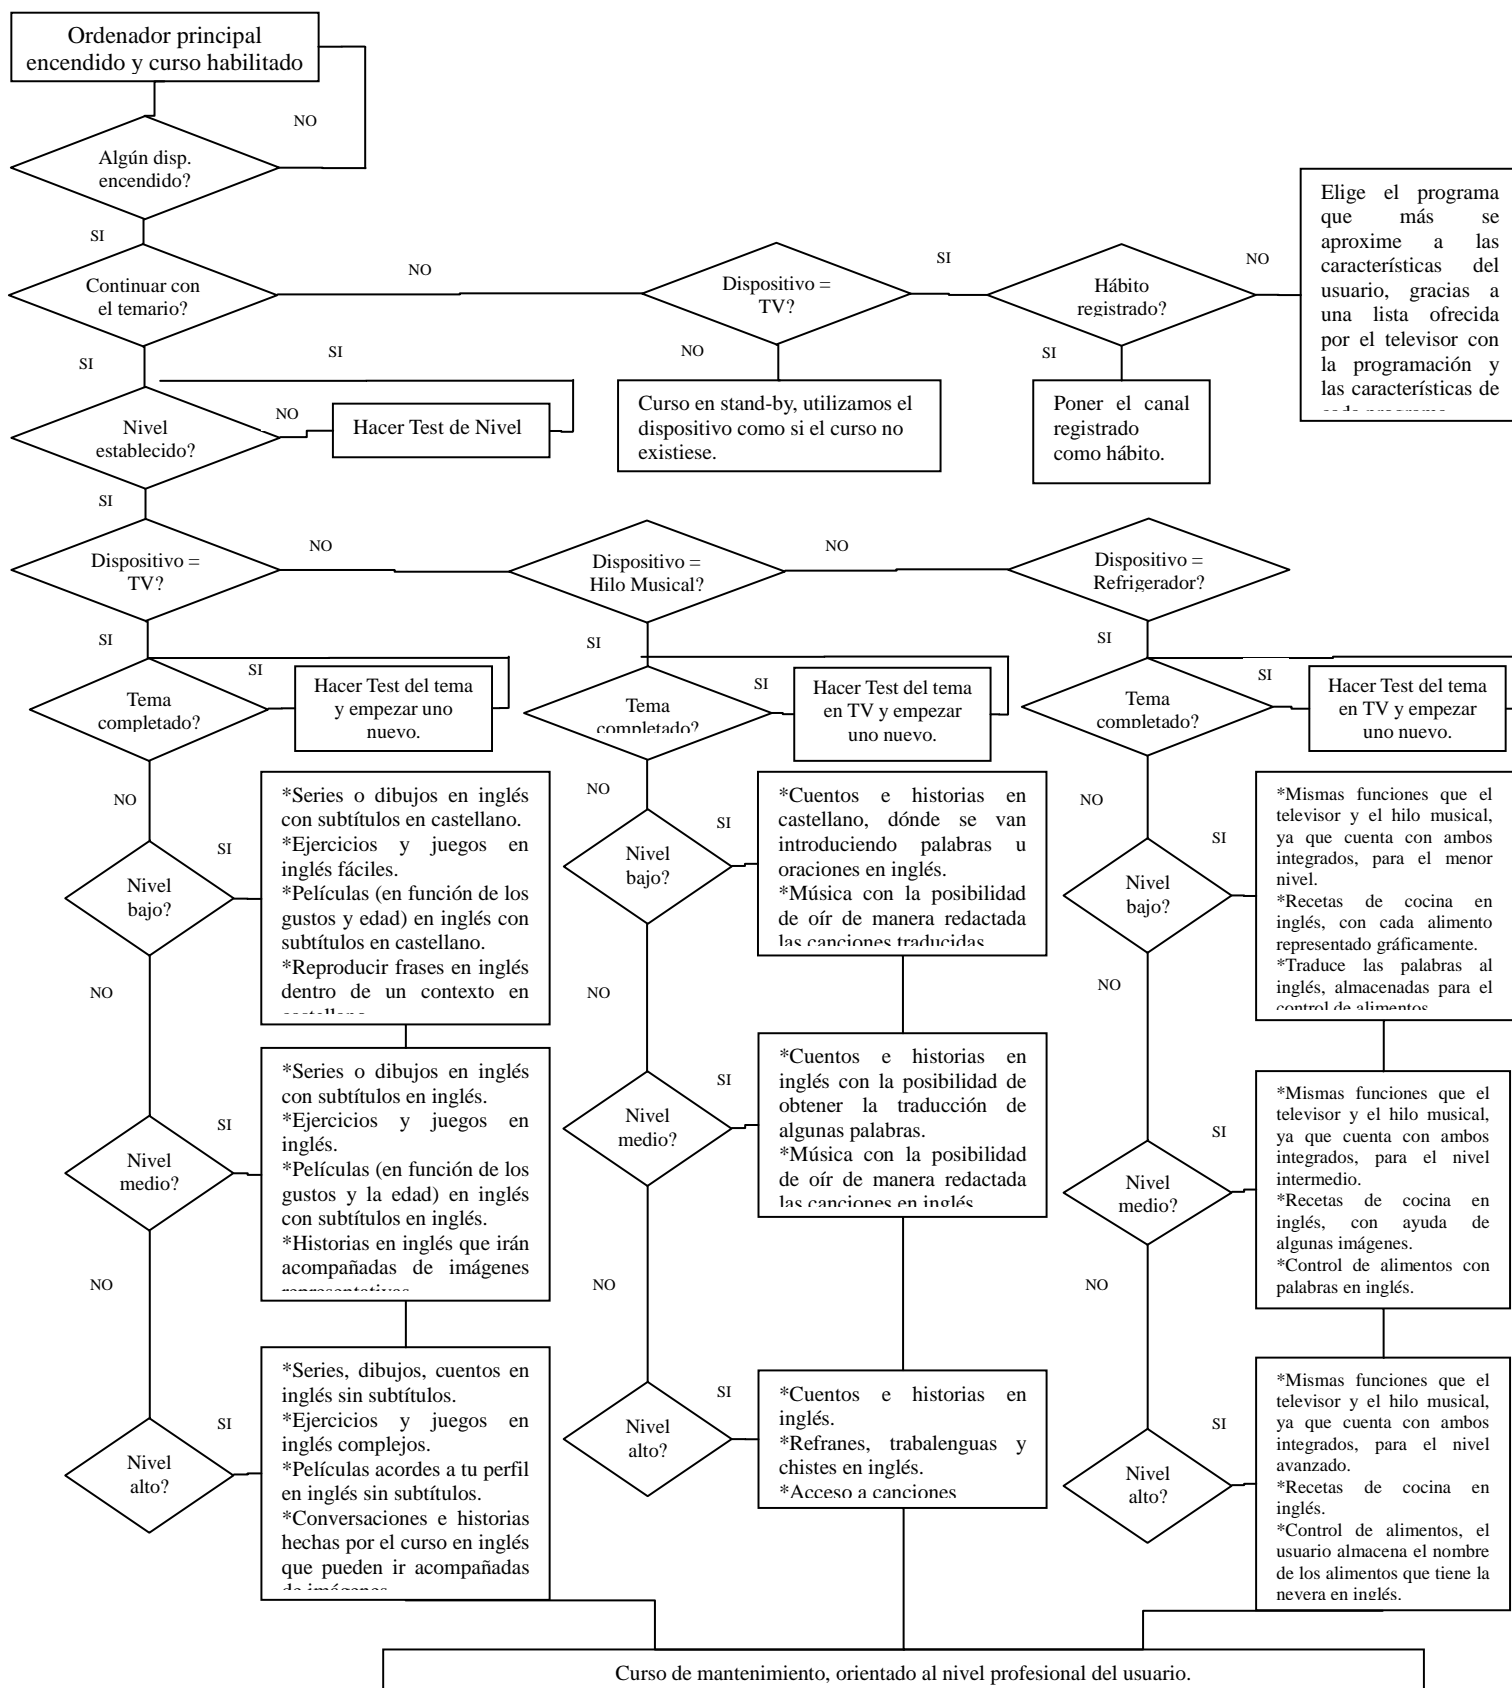 Ordenador principal
encendido y curso habilitado
NO
Algún disp.
encendido?
SI
Continuar con
el temario?
NO
Dispositivo =
TV?
SI
Hábito
registrado?
NO
Elige el programa
que más se
aproxime a las
características del
usuario, gracias a
una lista ofrecida
por el televisor con
la programación y
las características de
cada programa
SI
SI
NO
SI
Nivel
establecido?
NO
Hacer Test de Nivel
Curso en stand-by, utilizamos el
dispositivo como si el curso no
existiese.
Poner el canal
registrado
como hábito.
SI
Dispositivo =
TV?
NO
Dispositivo =
Hilo Musical?
NO
Dispositivo =
Refrigerador?
SI
SI
SI
Tema
completado?
SI
Hacer Test del tema
y empezar uno
nuevo.
Tema
completado?
SI
Hacer Test del tema
en TV y empezar
uno nuevo.
Tema
completado?
SI
Hacer Test del tema
en TV y empezar
uno nuevo.
NO
Nivel
bajo?
SI
*Series o dibujos en inglés
con subtítulos en castellano.
*Ejercicios y juegos en
inglés fáciles.
*Películas (en función de los
gustos y edad) en inglés con
subtítulos en castellano.
*Reproducir frases en inglés
dentro de un contexto en
castellano
NO
Nivel
bajo?
SI
*Cuentos e historias en
castellano, dónde se van
introduciendo palabras u
oraciones en inglés.
*Música con la posibilidad
de oír de manera redactada
las canciones traducidas
NO
Nivel
bajo?
SI
*Mismas funciones que el
televisor y el hilo musical,
ya que cuenta con ambos
integrados, para el menor
nivel.
*Recetas de cocina en
inglés, con cada alimento
representado gráficamente.
*Traduce las palabras al
inglés, almacenadas para el
control de alimentos
NO
Nivel
medio?
SI
*Series o dibujos en inglés
con subtítulos en inglés.
*Ejercicios y juegos en
inglés.
*Películas (en función de los
gustos y la edad) en inglés
con subtítulos en inglés.
*Historias en inglés que irán
acompañadas de imágenes
representativas
NO
Nivel
medio?
SI
*Cuentos e historias en
inglés con la posibilidad de
obtener la traducción de
algunas palabras.
*Música con la posibilidad
de oír de manera redactada
las canciones en inglés
NO
Nivel
medio?
SI
*Mismas funciones que el
televisor y el hilo musical,
ya que cuenta con ambos
integrados, para el nivel
intermedio.
*Recetas de cocina en
inglés, con ayuda de
algunas imágenes.
*Control de alimentos con
palabras en inglés.
NO
Nivel
alto?
SI
*Series, dibujos, cuentos en
inglés sin subtítulos.
*Ejercicios y juegos en
inglés complejos.
*Películas acordes a tu perfil
en inglés sin subtítulos.
*Conversaciones e historias
hechas por el curso en inglés
que pueden ir acompañadas
de imágenes
NO
Nivel
alto?
SI
*Cuentos e historias en
inglés.
*Refranes, trabalenguas y
chistes en inglés.
*Acceso a canciones
NO
Nivel
alto?
SI
*Mismas funciones que el
televisor y el hilo musical,
ya que cuenta con ambos
integrados, para el nivel
avanzado.
*Recetas de cocina en
inglés.
*Control de alimentos, el
usuario almacena el nombre
de los alimentos que tiene la
nevera en inglés.
Curso de mantenimiento, orientado al nivel profesional del usuario.